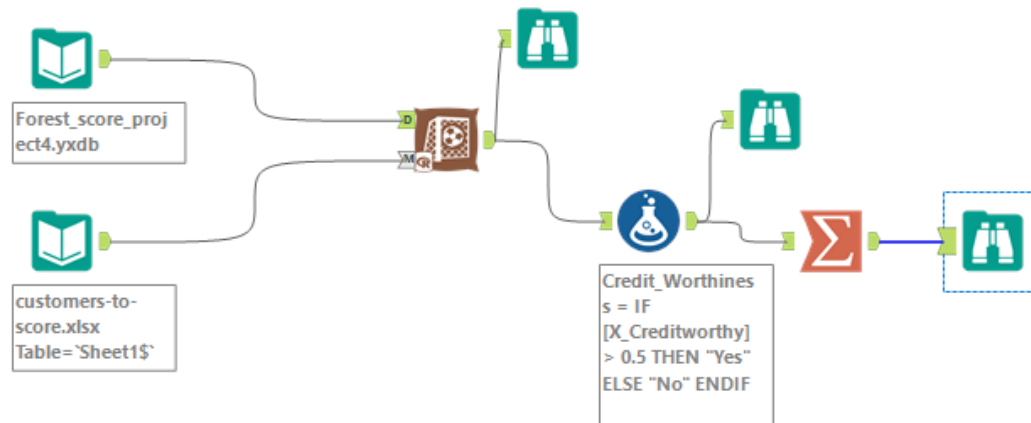 Forest_score_proj
ect4.yxdb
D
M
R
customers-to-
score.xlsx
Table=`Sheet1$`
Σ
Credit_Worthines
s = IF
[X_Creditworthy]
> 0.5 THEN "Yes"
ELSE "No" ENDIF